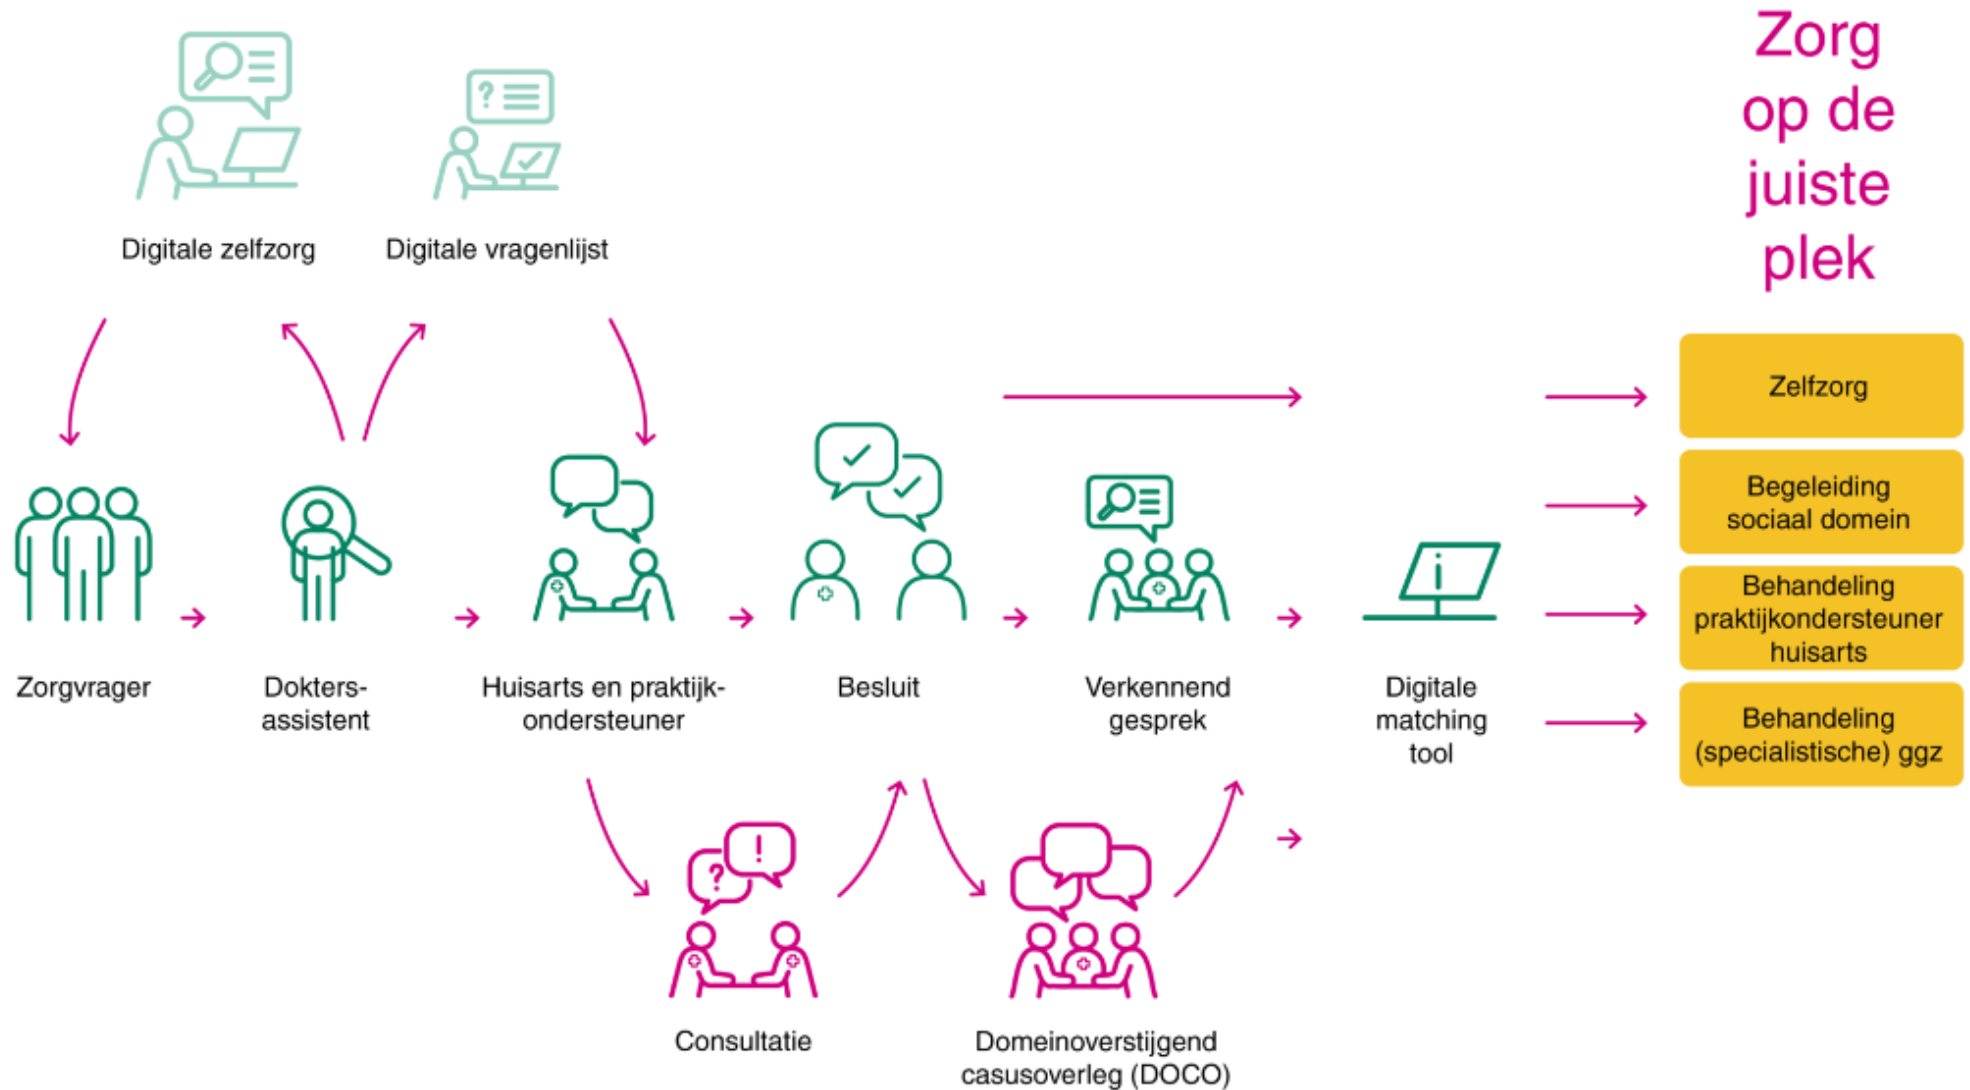 Zorg
op de
juiste
plek
Digitale zelfzorg
Digitale vragenlijst
?
✓
Zelfzorg
Begeleiding
sociaal domein
Behandeling
praktijkondersteuner
huisarts
Behandeling
(specialistische) ggz
i
Zorgvrager
Dokters-
assistent
Huisarts en praktijk-
ondersteuner
Besluit
Verkennend
gesprek
Digitale
matching
tool
?
!
Consultatie
Domeinoverstijgend
casusoverleg (DOCO)